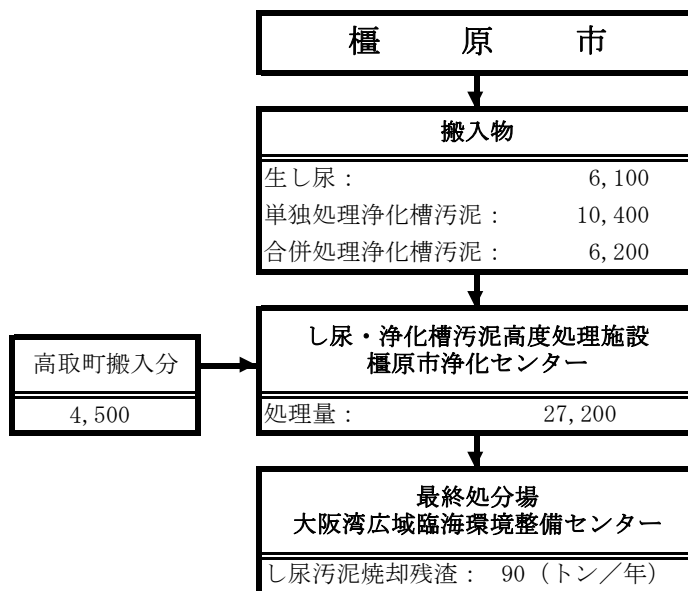 橿原市
搬入物
生し尿： 6,100
単独処理浄化槽汚泥： 10,400
合併処理浄化槽汚泥： 6,200
高取町搬入分
4,500
し尿・浄化槽汚泥高度処理施設
橿原市浄化センター
処理量： 27,200
最終処分場
大阪湾広域臨海環境整備センター
し尿汚泥焼却残渣： 90（トン／年）